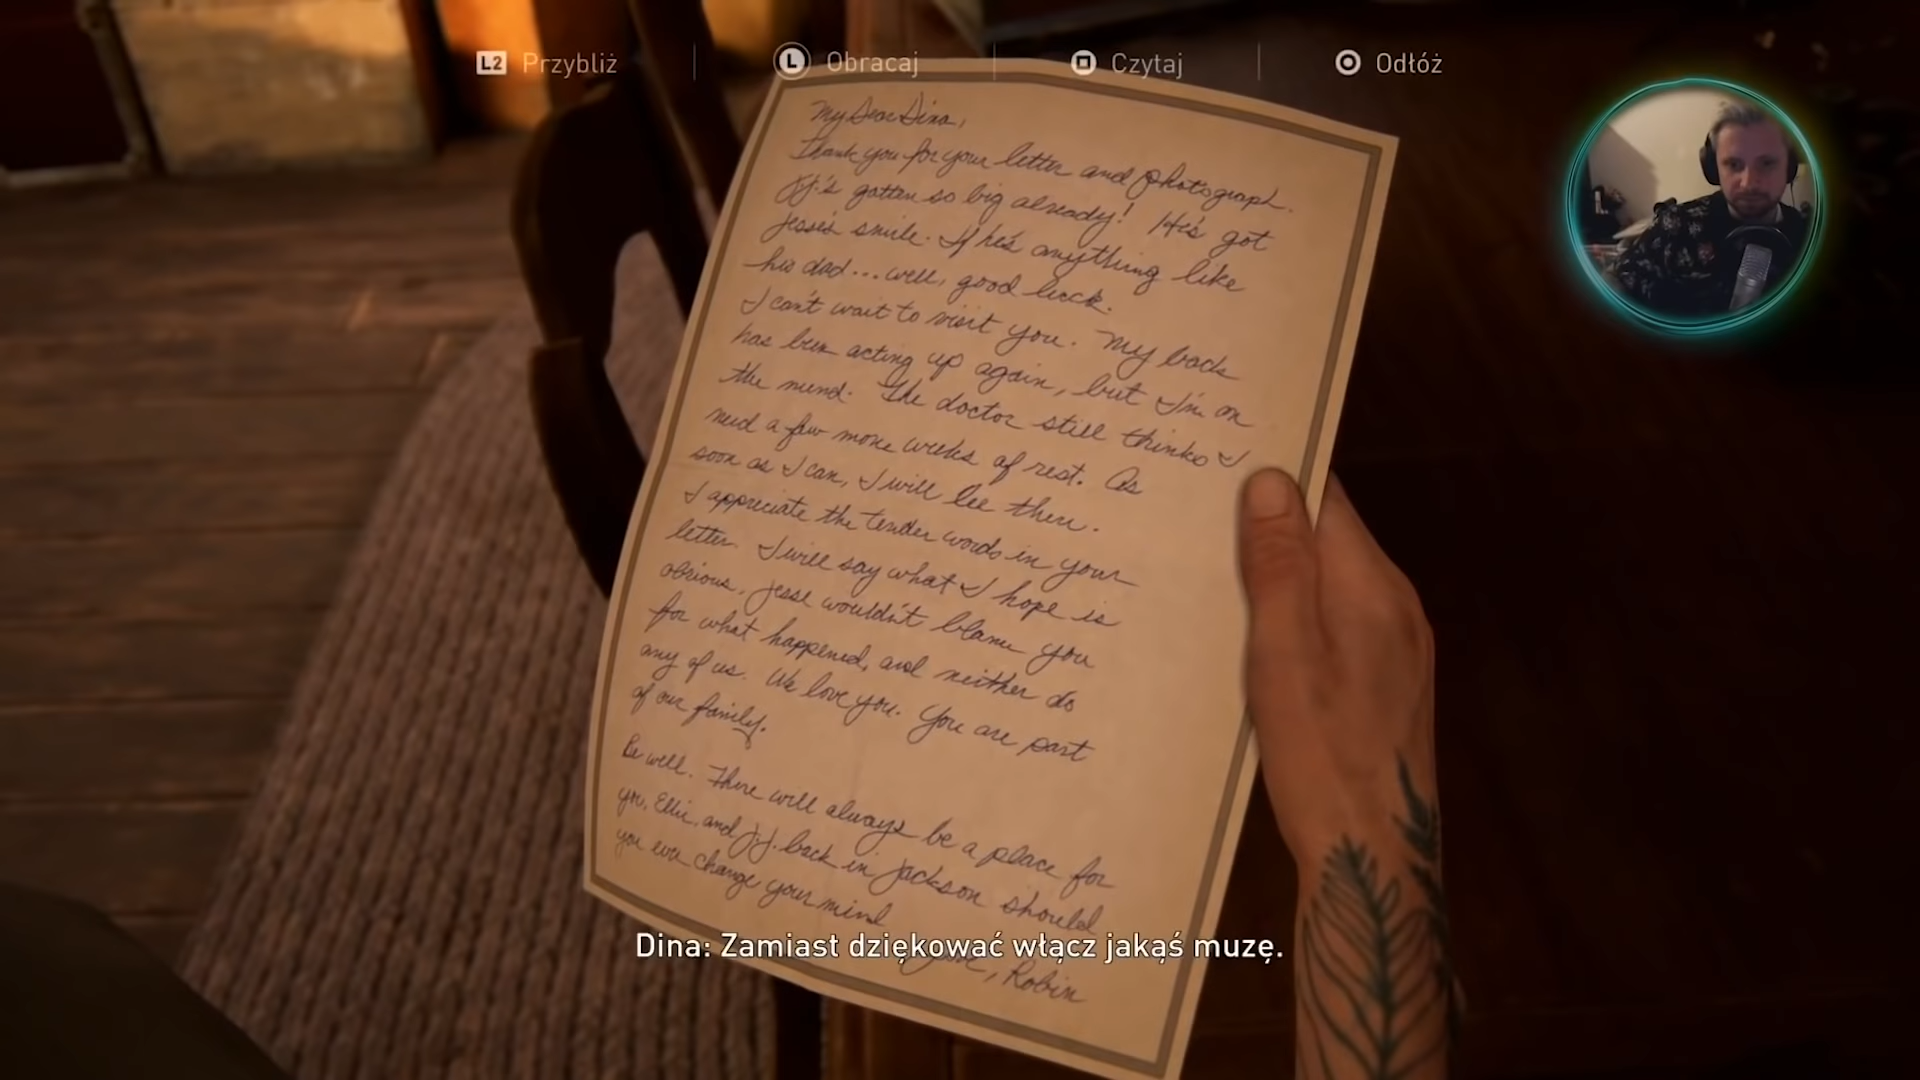 L2 Przybliż
L Obracaj
Czytaj
Odłóż
My Dear Dina,
Thank you for your letter and photograph.
JJ's gotten so big already! He's got
Jesse's smile. If he's anything like
his dad... well, good luck.
I can't wait to visit you. My back
has been acting up again, but I'm on
the mend. The doctor still thinks I
need a few more weeks of rest. As
soon as I can, I will be there.
I appreciate the tender words in your
letter. I will say what I hope is
obvious, Jesse wouldn't blame you
for what happened, and neither do
any of us. We love you. You are part
of our family.
Be well. There will always be a place for
you, Ellie, and J.J. back in Jackson should
you ever change your mind
Dina: Zamiast dziękować włącz jakąś muzę.
, Robin